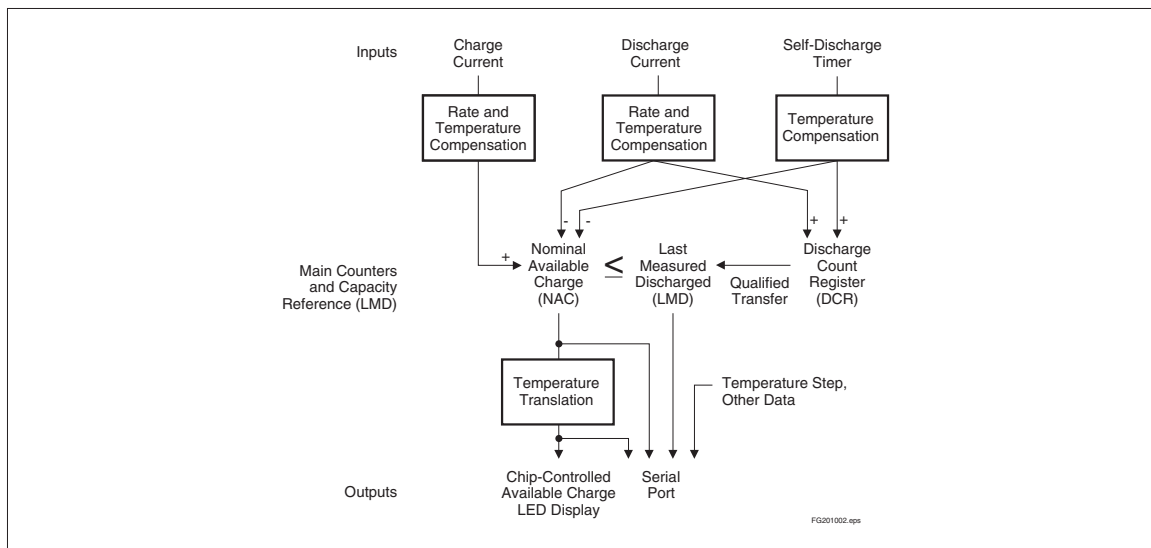 Inputs
Charge
Current
Discharge
Current
Self-Discharge
Timer
Rate and
Temperature
Compensation
Rate and
Temperature
Compensation
Temperature
Compensation
- -
+ +
+
Main Counters
and Capacity
Reference (LMD)
Nominal
Available
Charge
(NAC)
≤
Last
Measured
Discharged
(LMD)
Qualified
Transfer
Discharge
Count
Register
(DCR)
Temperature
Translation
Temperature Step,
Other Data
Outputs
Chip-Controlled
Available Charge
LED Display
Serial
Port
FG201002.eps